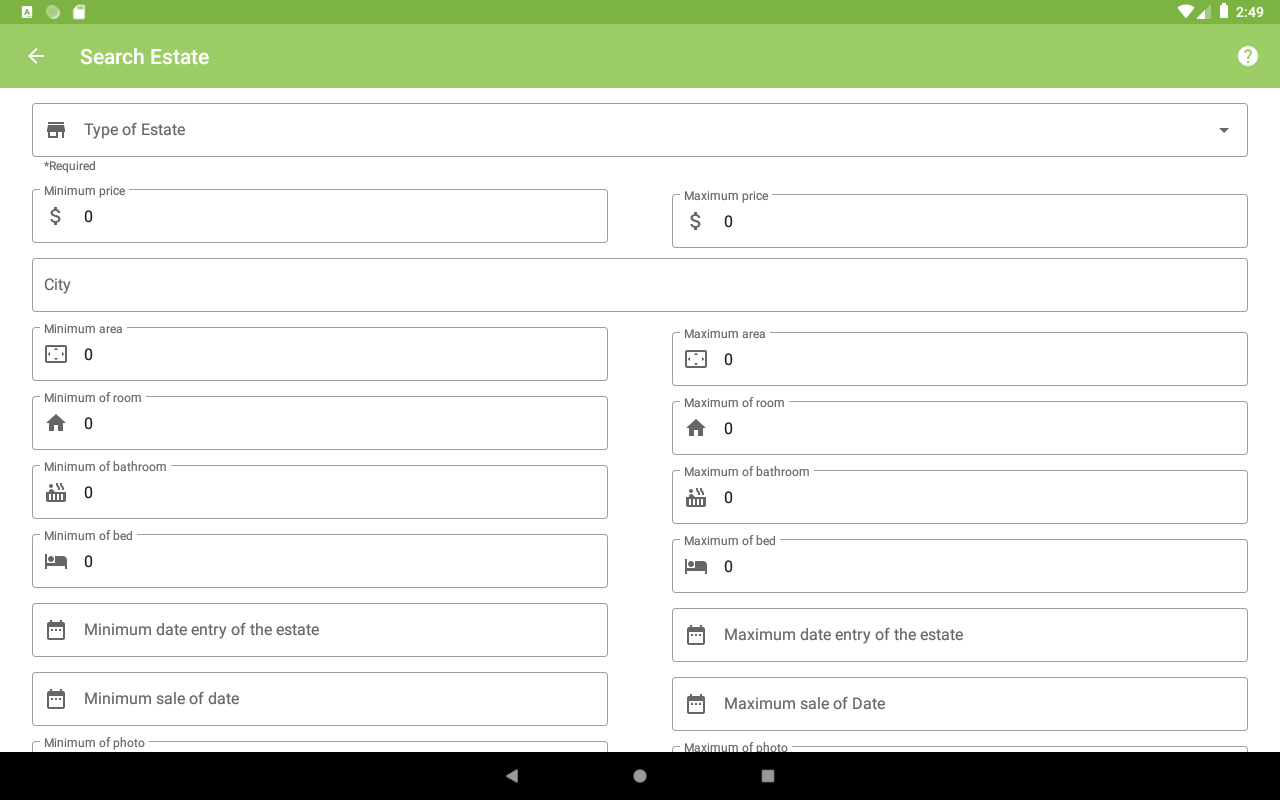 2:49
Search Estate
Type of Estate
*Required
Minimum price
$ 0
Maximum price
$ 0
City
Minimum area
0
Maximum area
0
Minimum of room
0
Maximum of room
0
Minimum of bathroom
0
Maximum of bathroom
0
Minimum of bed
0
Maximum of bed
0
Minimum date entry of the estate
Maximum date entry of the estate
Minimum sale of date
Maximum sale of Date
Minimum of photo
Maximum of photo